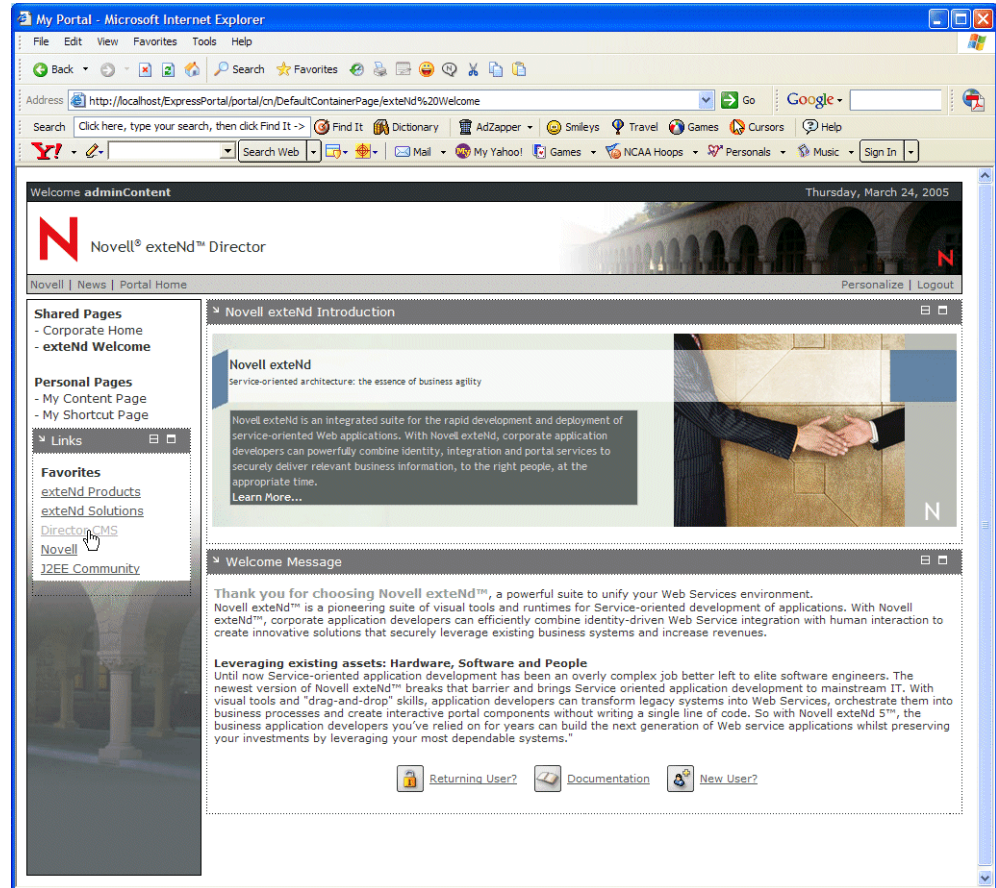 My Portal - Microsoft Internet Explorer
File Edit View Favorites Tools Help
Back Search Favorites
Address http://localhost/ExpressPortal/portal/cn/DefaultContainerPage/exteNd%20Welcome Go Google
Search Click here, type your search, then click Find It -> Find It Dictionary AdZapper Smileys Travel Games Cursors Help
Y! Search Web Mail My Yahoo! Games NCAA Hoops Personals Music Sign In
Welcome adminContent Thursday, March 24, 2005
N Novell® exteNd™ Director N
Novell | News | Portal Home Personalize | Logout
Shared Pages
- Corporate Home
- exteNd Welcome
Personal Pages
- My Content Page
- My Shortcut Page
Links
Favorites
exteNd Products
exteNd Solutions
Director CMS
Novell
J2EE Community
Novell exteNd Introduction
Novell exteNd
Service-oriented architecture: the essence of business agility
Novell exteNd is an integrated suite for the rapid development and deployment of
service-oriented Web applications. With Novell exteNd, corporate application
developers can powerfully combine identity, integration and portal services to
securely deliver relevant business information, to the right people, at the
appropriate time.
Learn More...
N
Welcome Message
Thank you for choosing Novell exteNd™, a powerful suite to unify your Web Services environment.
Novell exteNd™ is a pioneering suite of visual tools and runtimes for Service-oriented development of applications. With Novell
exteNd™, corporate application developers can efficiently combine identity-driven Web Service integration with human interaction to
create innovative solutions that securely leverage existing business systems and increase revenues.
Leveraging existing assets: Hardware, Software and People
Until now Service-oriented application development has been an overly complex job better left to elite software engineers. The
newest version of Novell exteNd™ breaks that barrier and brings Service oriented application development to mainstream IT. With
visual tools and "drag-and-drop" skills, application developers can transform legacy systems into Web Services, orchestrate them into
business processes and create interactive portal components without writing a single line of code. So with Novell exteNd 5™, the
business application developers you've relied on for years can build the next generation of Web service applications whilst preserving
your investments by leveraging your most dependable systems."
Returning User? Documentation New User?